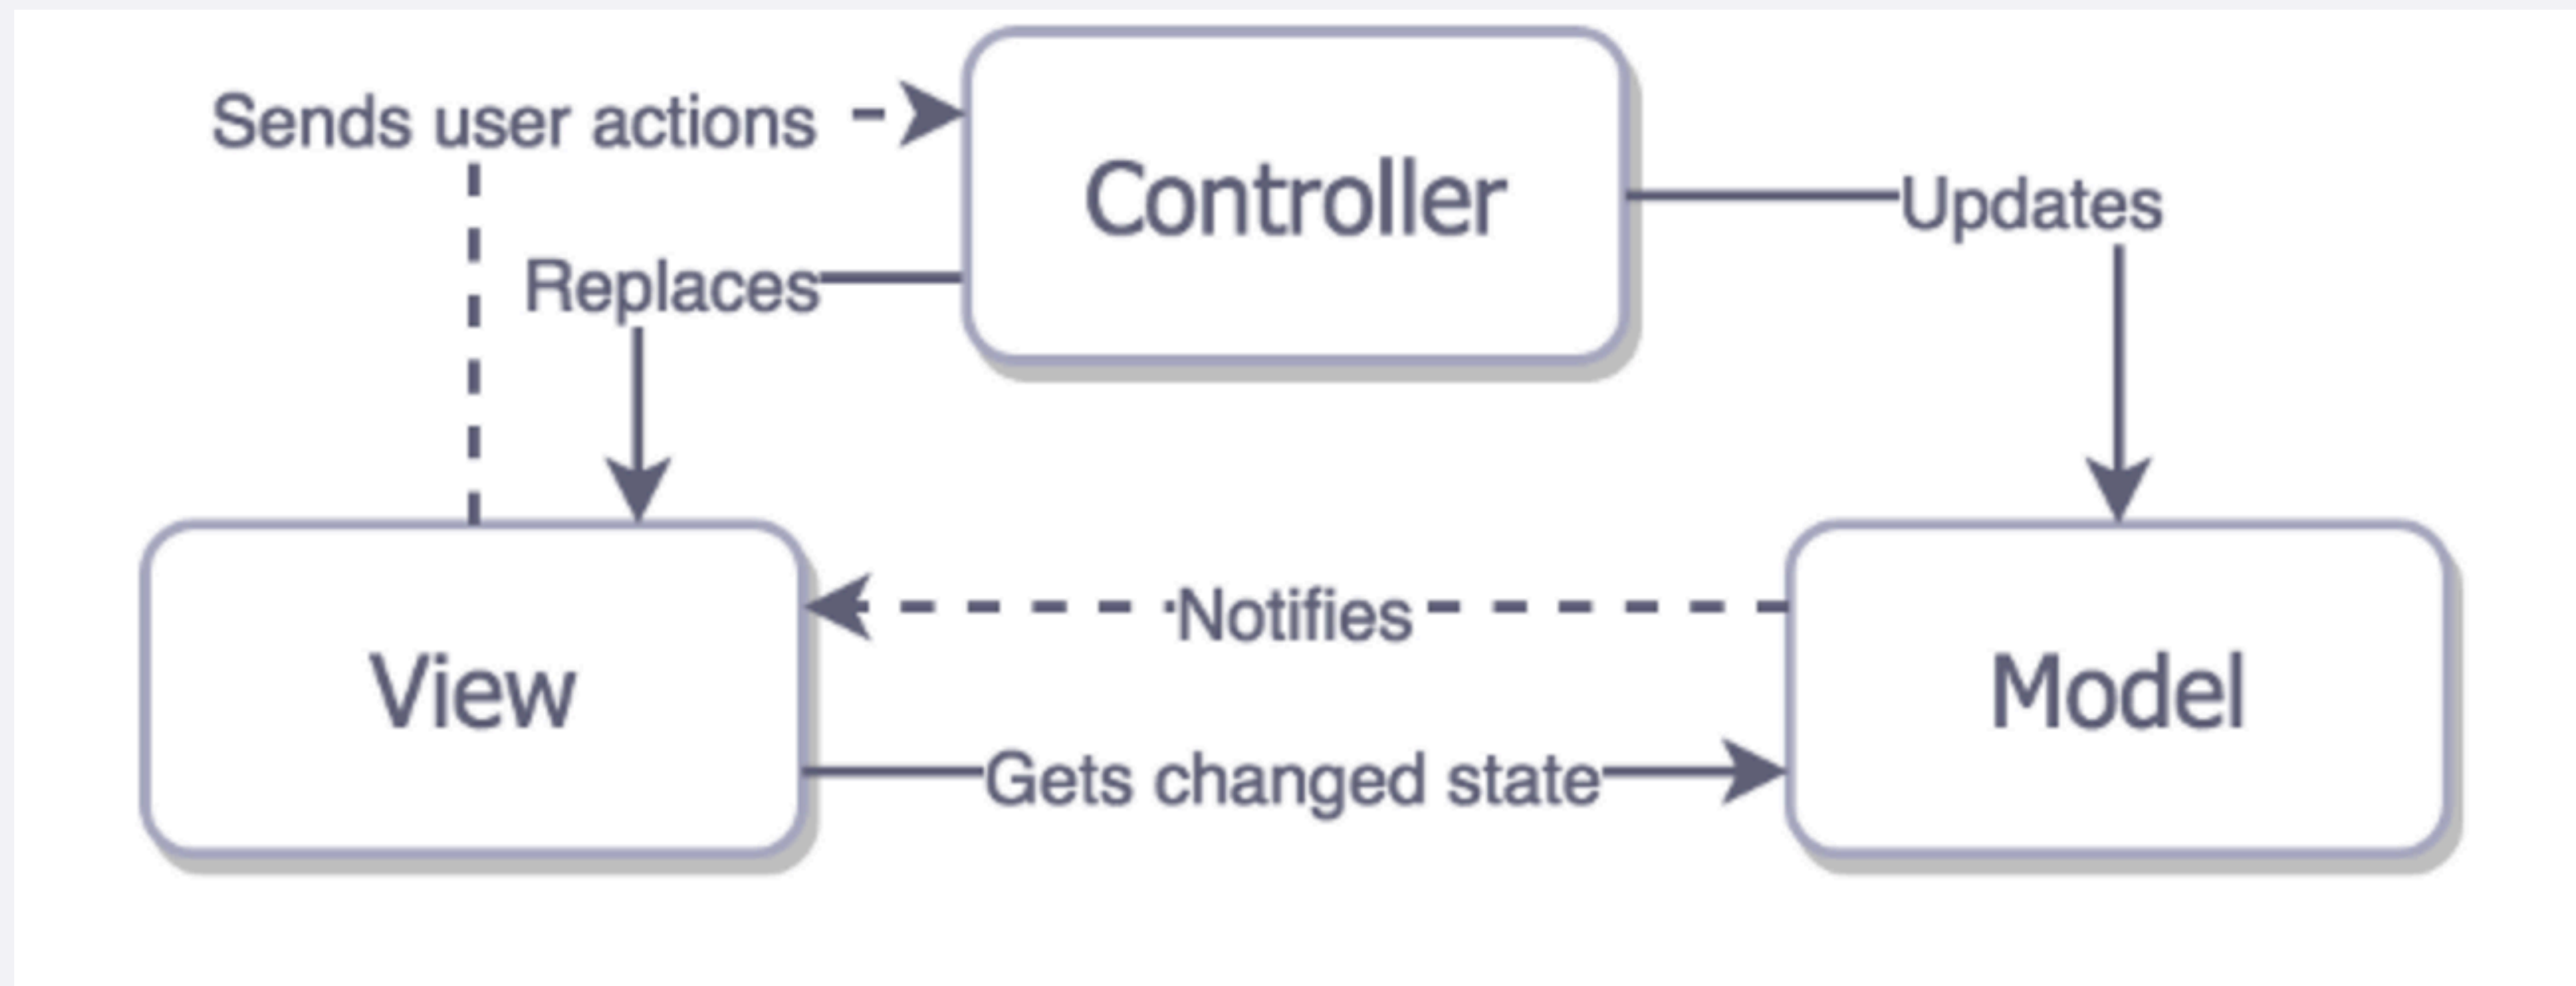 Sends user actions
Controller
Updates
Replaces
Notifies
View
Model
Gets changed state